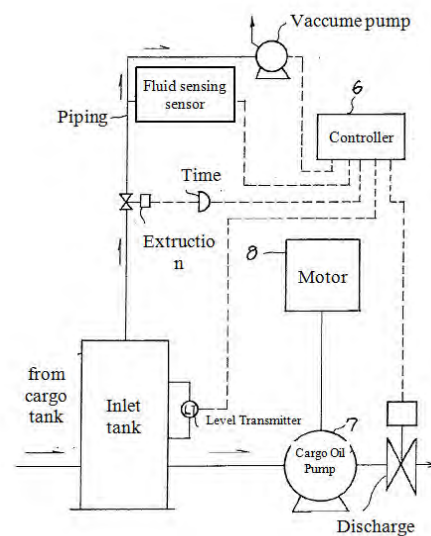 Vaccume pump
Fluid sensing
sensor
6
Piping
Controller
Time
Extructio
n
8
Motor
from
cargo
tank
Inlet
tank
LT
Level Transmitter
7
Cargo Oil
Pump
Discharge